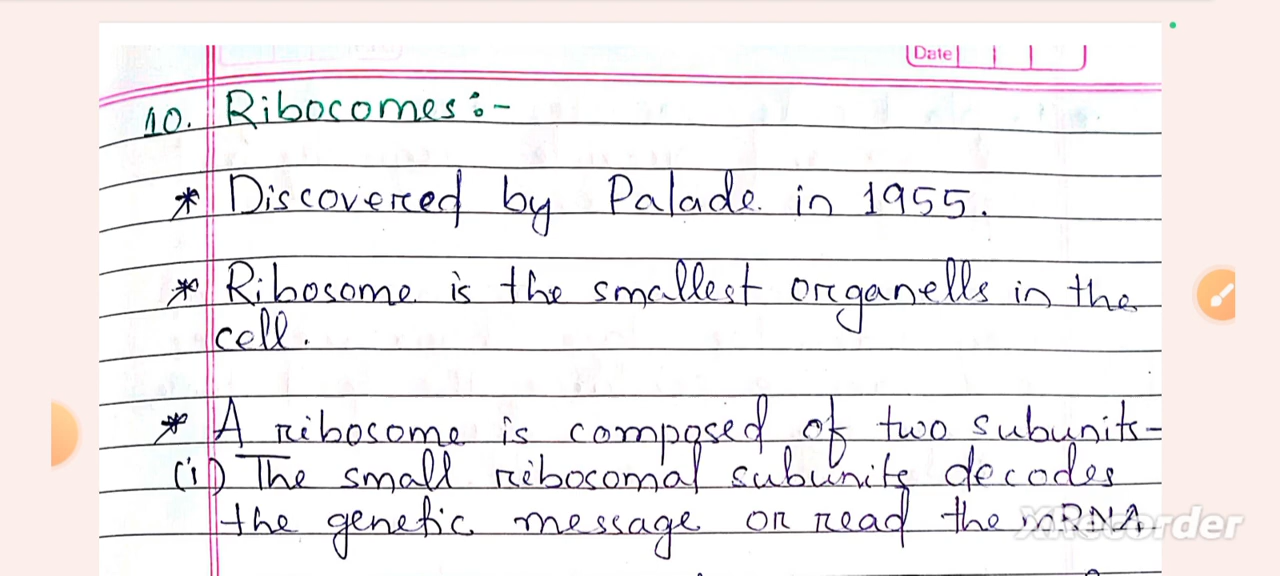 Date
10. Ribocomes:-
* Discovered by Palade in 1955.
* Ribosome is the smallest organells in the
cell.
* A ribosome is composed of two subunits-
(i) The small ribosomal subunits decodes
the genetic message or read the mRNA
XRecorder